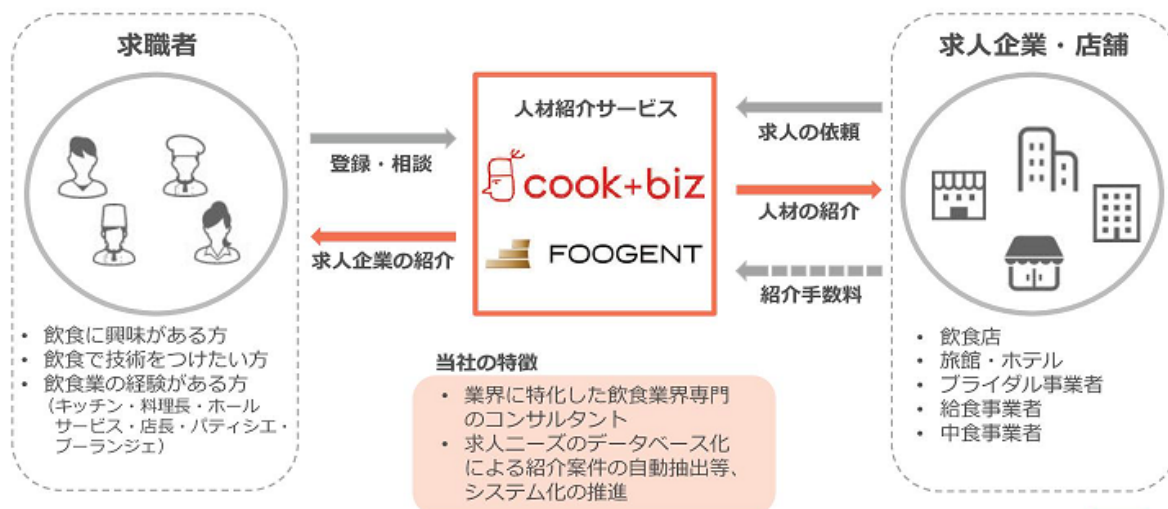 求職者
登録・相談
求人企業の紹介
・ 飲食に興味がある方
・ 飲食で技術をつけたい方
・ 飲食業の経験がある方
（キッチン・料理長・ホール
サービス・店長・パティシエ・
ブーランジェ）
人材紹介サービス
cook+biz
FOOGENT
当社の特徴
・ 業界に特化した飲食業界専門
のコンサルタント
・ 求人ニーズのデータベース化
による紹介案件の自動抽出等、
システム化の推進
求人の依頼
人材の紹介
紹介手数料
求人企業・店舗
・ 飲食店
・ 旅館・ホテル
・ ブライダル事業者
・ 給食事業者
・ 中食事業者